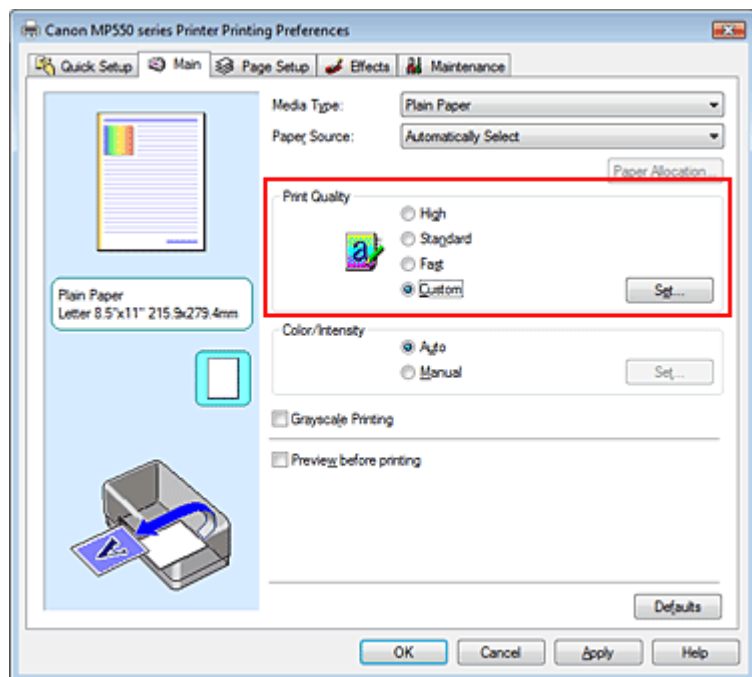 Canon MP550 series Printer Printing Preferences
Quick Setup Main Page Setup Effects Maintenance
Media Type: Plain Paper
Paper Source: Automatically Select
Paper Allocation...
Print Quality
High
Standard
a
Fast
Custom Set...
Plain Paper
Letter 8.5"x11" 215.9x279.4mm
Color/Intensity
Auto
Manual Set...
Grayscale Printing
Preview before printing
A
Defaults
OK Cancel Apply Help